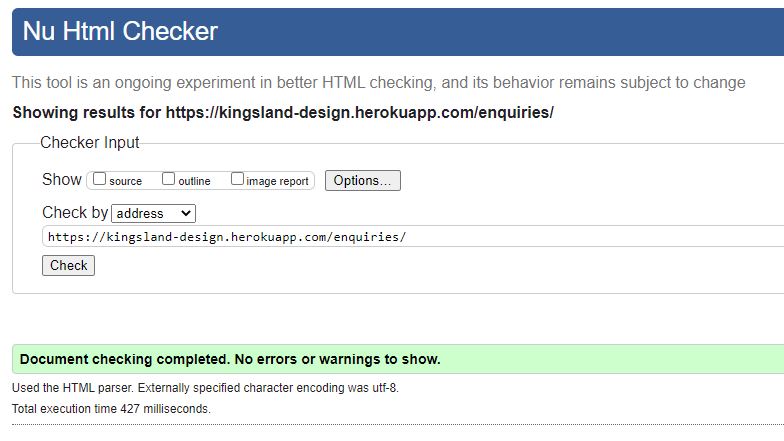 Nu Html Checker
This tool is an ongoing experiment in better HTML checking, and its behavior remains subject to change
Showing results for https://kingsland-design.herokuapp.com/enquiries/
Checker Input
Show source outline image report Options...
Check by address
https://kingsland-design.herokuapp.com/enquiries/
Check
Document checking completed. No errors or warnings to show.
Used the HTML parser. Externally specified character encoding was utf-8.
Total execution time 427 milliseconds.